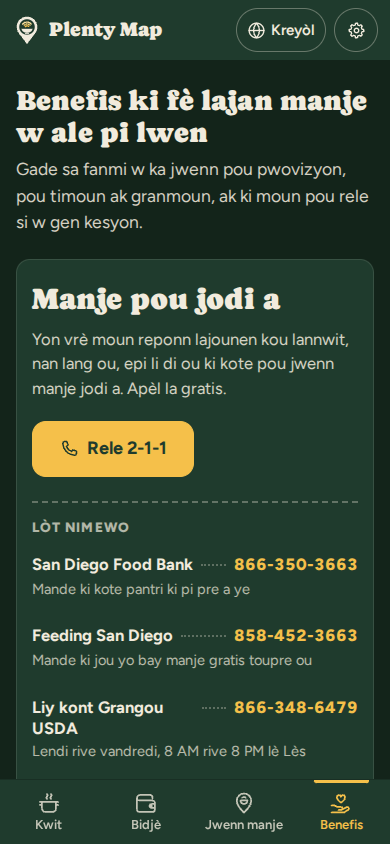 Plenty Map
Kreyòl
Benefis ki fè lajan manje
w ale pi lwen
Gade sa fanmi w ka jwenn pou pwovizyon,
pou timoun ak granmoun, ak ki moun pou rele
si w gen kesyon.
Manje pou jodi a
Yon vrè moun reponn lajounen kou lannwit,
nan lang ou, epi li di ou ki kote pou jwenn
manje jodi a. Apèl la gratis.
Rele 2-1-1
LÒT NIMEWO
San Diego Food Bank 866-350-3663
Mande ki kote pantri ki pi pre a ye
Feeding San Diego 858-452-3663
Mande ki jou yo bay manje gratis toupre ou
Liy kont Grangou 866-348-6479
USDA
Lendi rive vandredi, 8 AM rive 8 PM lè Lès
Kwit Bidjè Jwenn manje Benefis